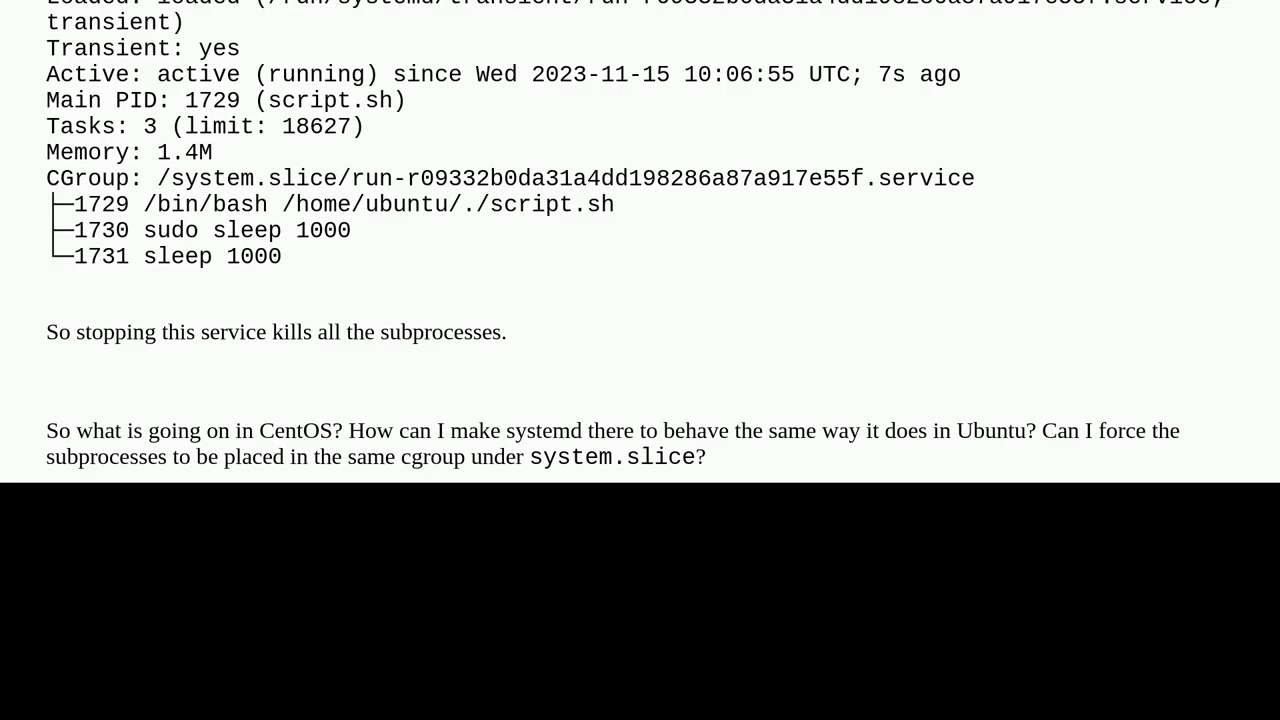 transient)
Transient: yes
Active: active (running) since Wed 2023-11-15 10:06:55 UTC; 7s ago
Main PID: 1729 (script.sh)
Tasks: 3 (limit: 18627)
Memory: 1.4M
CGroup: /system.slice/run-r09332b0da31a4dd198286a87a917e55f.service
├─1729 /bin/bash /home/ubuntu/./script.sh
├─1730 sudo sleep 1000
└─1731 sleep 1000
So stopping this service kills all the subprocesses.
So what is going on in CentOS? How can I make systemd there to behave the same way it does in Ubuntu? Can I force the
subprocesses to be placed in the same cgroup under system.slice?